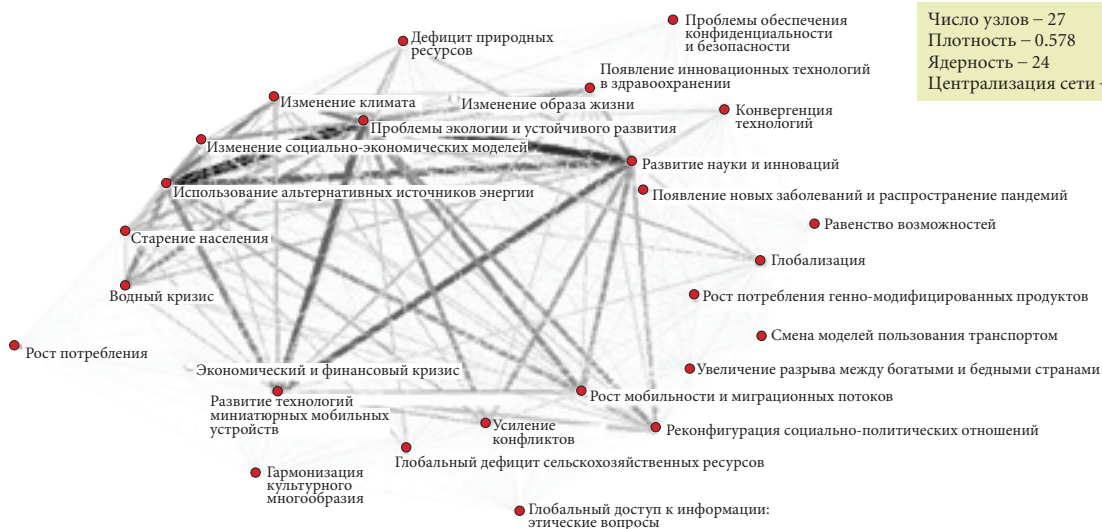 Проблемы обеспечения
конфиденциальности
и безопасности
Число узлов – 27
Плотность – 0.578
Ядерность – 24
Централизация сети –
Дефицит природных
ресурсов
Появление инновационных технологий
в здравоохранении
Изменение климата
Изменение образа жизни
Конвергенция
технологий
Проблемы экологии и устойчивого развития
Изменение социально-экономических моделей
Развитие науки и инноваций
Использование альтернативных источников энергии
Появление новых заболеваний и распространие пандемий
Равенство возможностей
Старение населения
Глобализация
Водный кризис
Рост потребления генно-модифицированных продуктов
Смена моделей пользования транспортом
Рост потребления
Экономический и финансовый кризис
Увеличение разрыва между богатыми и бедными странами
Развитие технологий
миниатюрных мобильных
устройств
Рост мобильности и миграционных потоков
Усиление
конфликтов
Реконфигурация социально-политических отношений
Глобальный дефицит сельскохозяйственных ресурсов
Гармонизация
культурного
многообразия
Глобальный доступ к информации:
этические вопросы